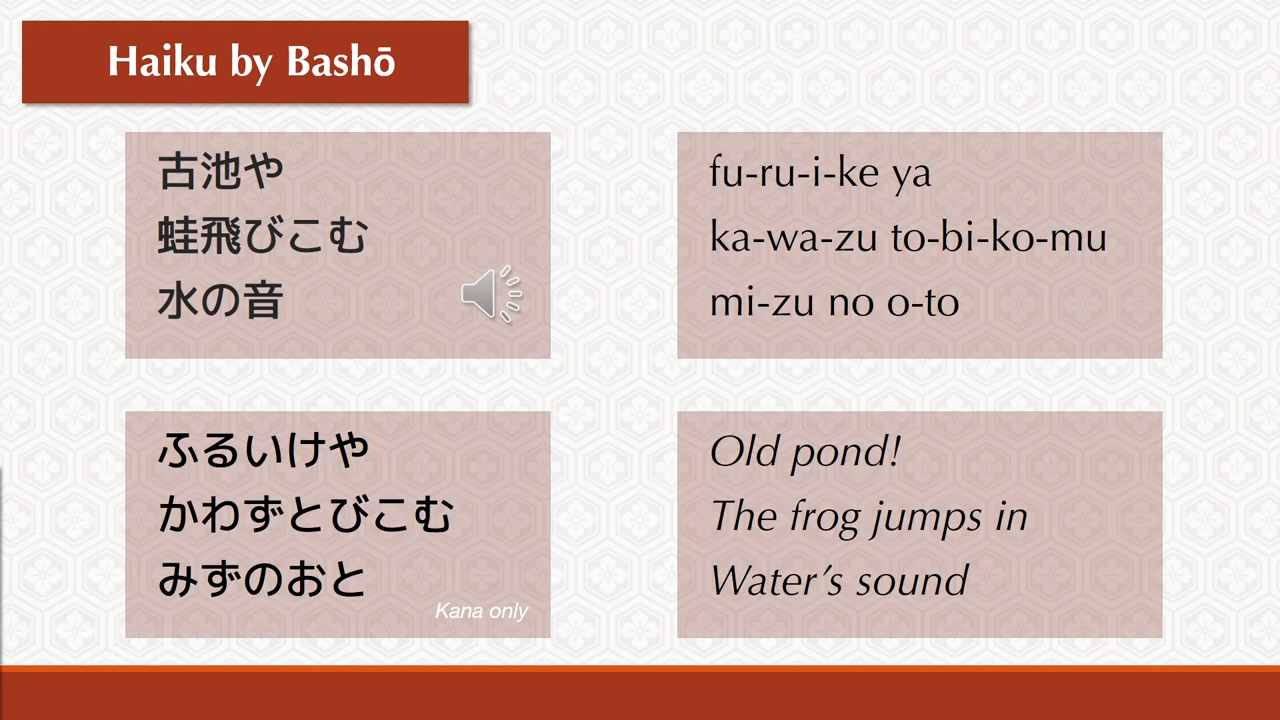 Haiku by Bashō
古池や
蛙飛びこむ
水の音
fu-ru-i-ke ya
ka-wa-zu to-bi-ko-mu
mi-zu no o-to
ふるいけや
かわずとびこむ
みずのおと
Kana only
Old pond!
The frog jumps in
Water’s sound